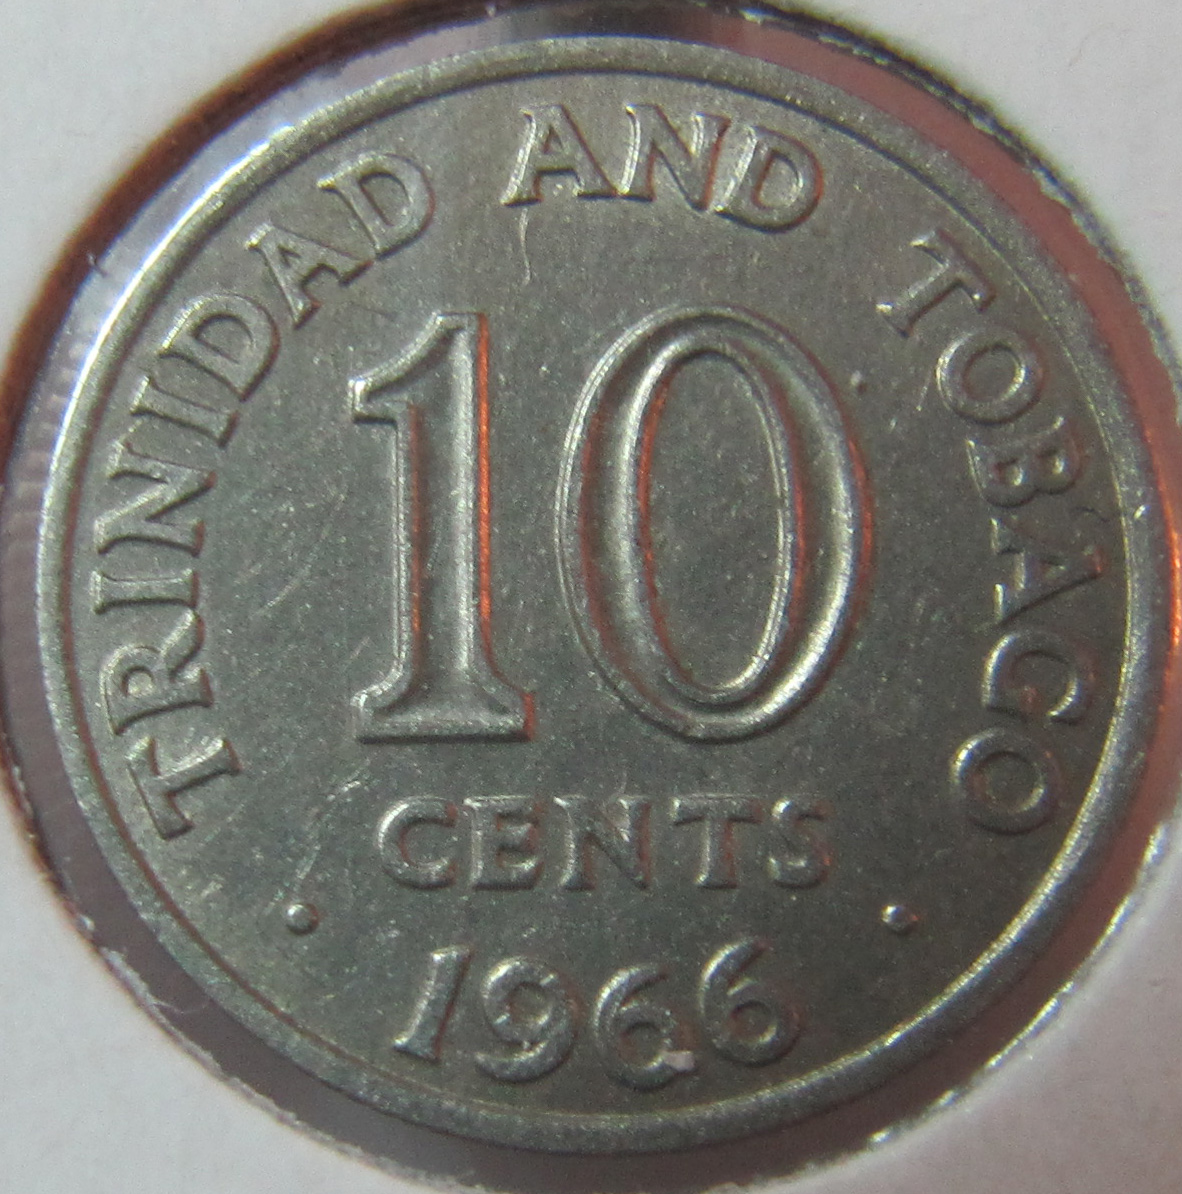 TRINIDAD AND TOBAGO
10
CENTS
1966